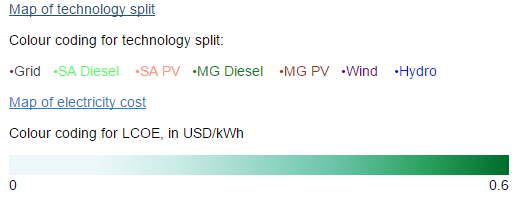 Map of technology split
Colour coding for technology split:
•Grid •SA Diesel •SA PV •MG Diesel •MG PV •Wind •Hydro
Map of electricity cost
Colour coding for LCOE, in USD/kWh
0 0.6